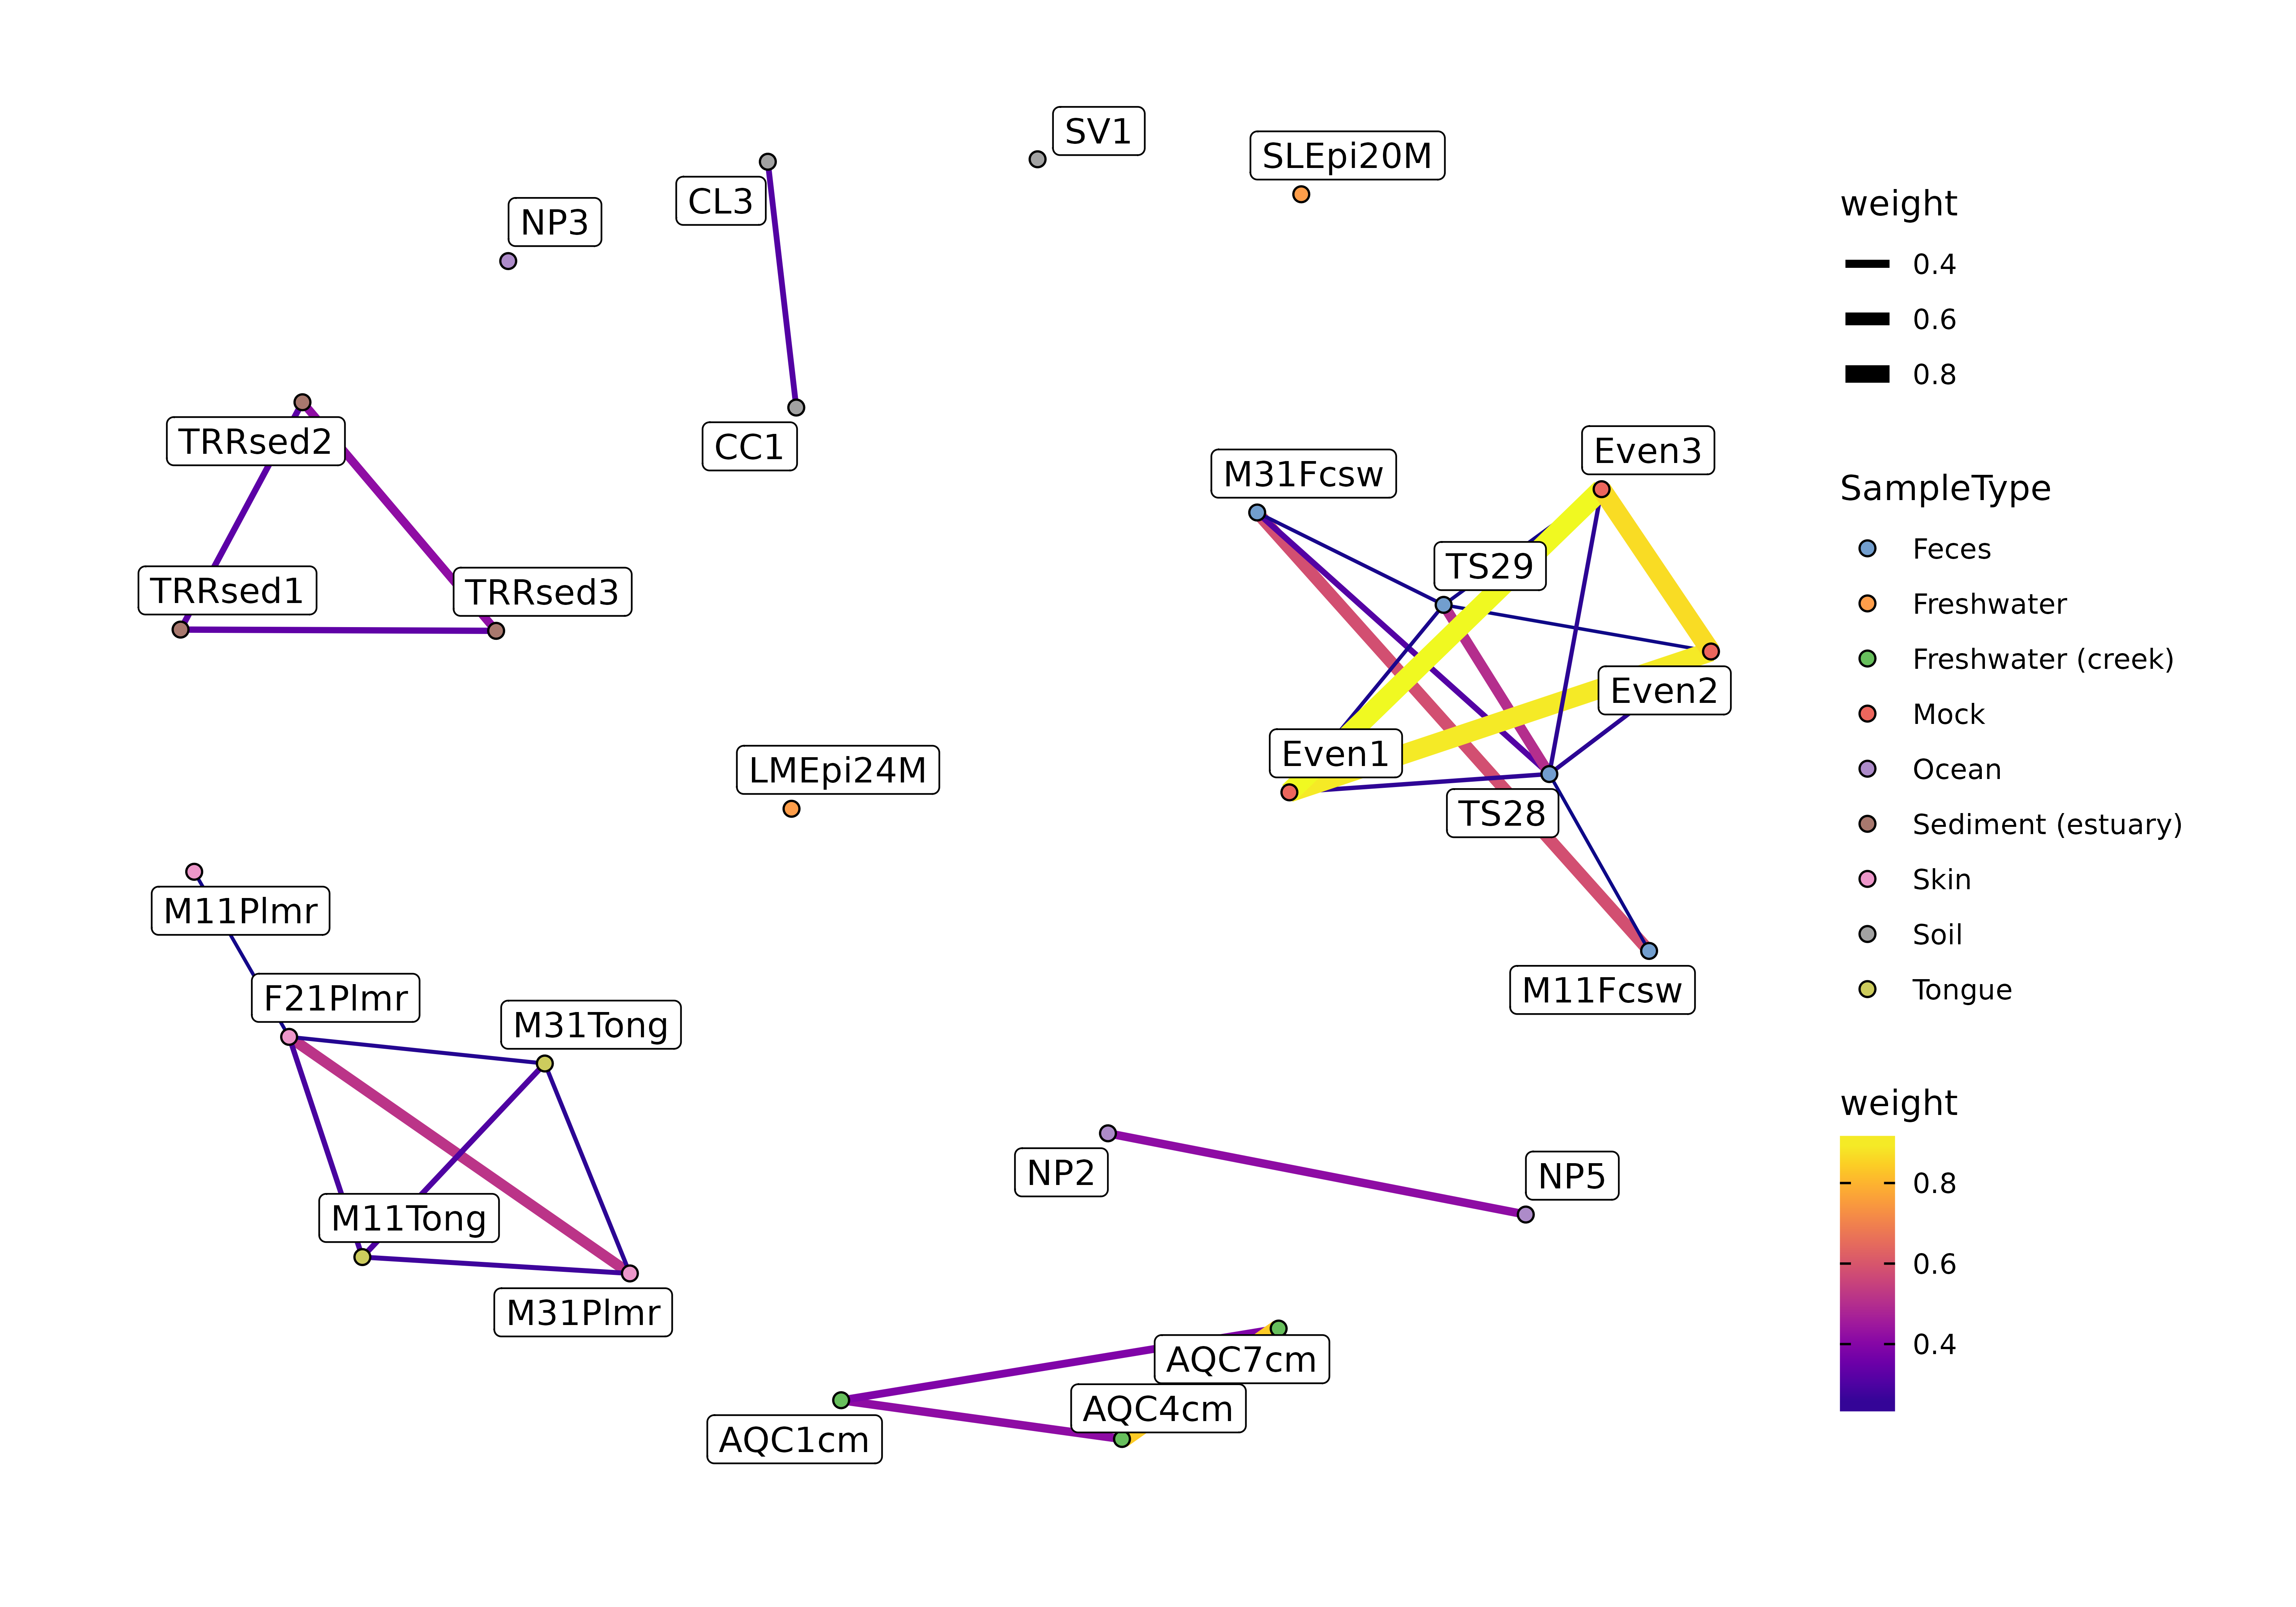 SV1
SLEpi20M
CL3
NP3
weight
0.4
0.6
0.8
TRRsed2
CC1
Even3
M31Fcsw
SampleType
Feces
Freshwater
Freshwater (creek)
Mock
Ocean
Sediment (estuary)
Skin
Soil
Tongue
TS29
TRRsed1
TRRsed3
Even2
Even1
LMEpi24M
TS28
M11Plmr
M11Fcsw
F21Plmr
M31Tong
weight
0.8
0.6
0.4
NP2
NP5
M11Tong
M31Plmr
AQC7cm
AQC4cm
AQC1cm